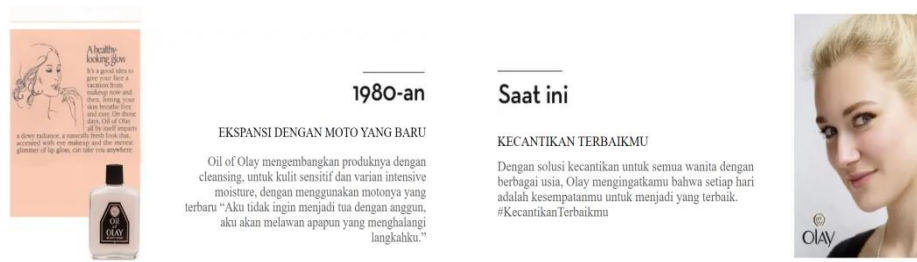 A healthy-
looking glow
It's a good idea to
give your face a
vacation from
makeup now and
then, letting your
skin breathe free
and easy. On those
days, Oil of Olay
all by itself imparts
a dewy radiance, a naturally fresh look that,
accented with eye makeup and the merest
glimmer of lip gloss, can take you anywhere.
Oil
of
OLAY
1980-an
EKSPANSI DENGAN MOTO YANG BARU
Oil of Olay mengembangkan produknya dengan
cleansing, untuk kulit sensitif dan varian intensive
moisture, dengan menggunakan motonya yang
terbaru “Aku tidak ingin menjadi tua dengan anggun,
aku akan melawan apapun yang menghalangi
langkahku.”
Saat ini
KECANTIKAN TERBAIKMU
Dengan solusi kecantikan untuk semua wanita dengan
berbagai usia, Olay mengingatkamu bahwa setiap hari
adalah kesempatanmu untuk menjadi yang terbaik.
#KecantikanTerbaikmu
OLAY